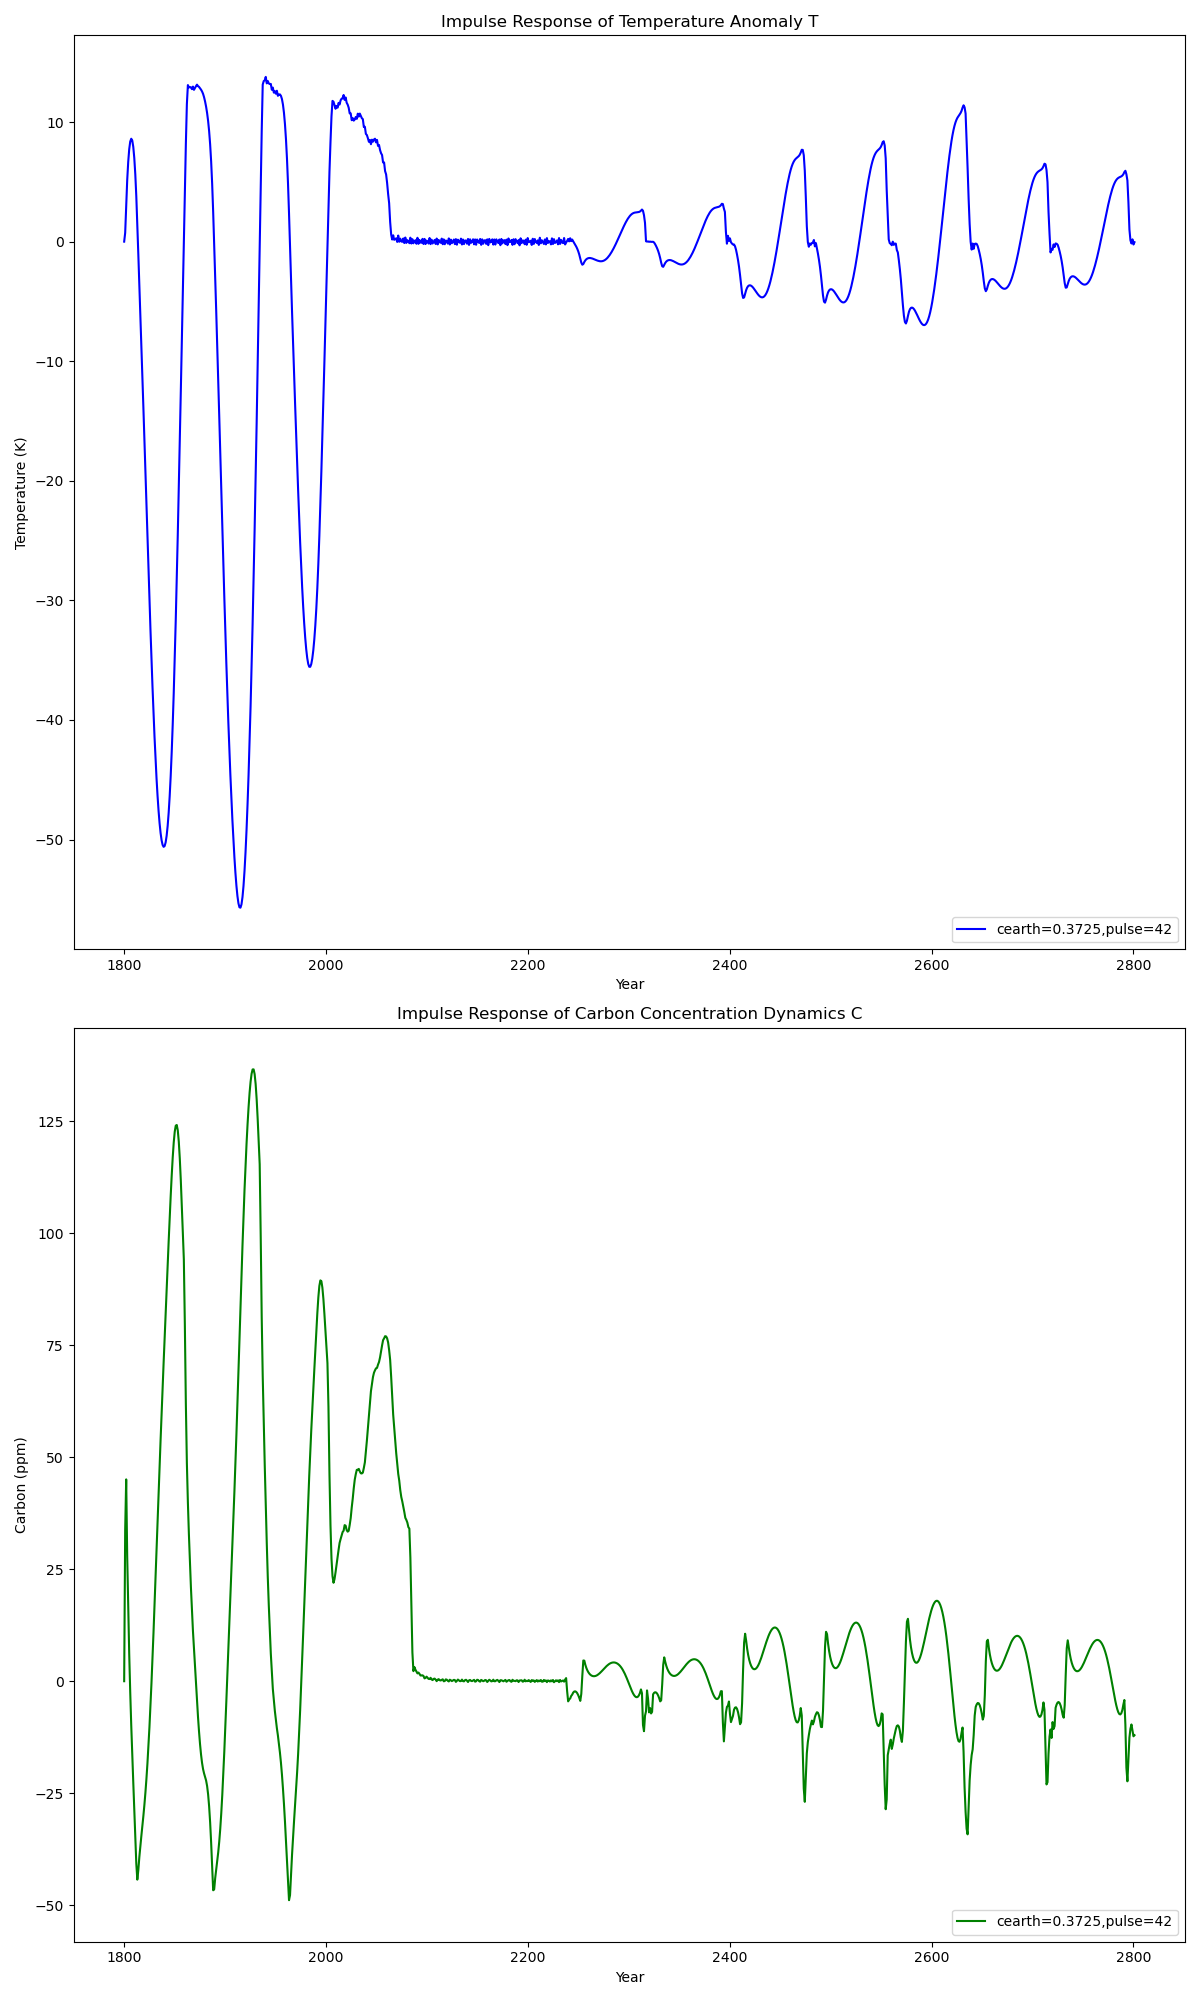 Impulse Response of Temperature Anomaly T
Temperature (K)
10
0
−10
−20
−30
−40
−50
cearth=0.3725,pulse=42
1800 2000 2200 2400 2600 2800
Year
Impulse Response of Carbon Concentration Dynamics C
Carbon (ppm)
125
100
75
50
25
0
−25
−50
cearth=0.3725,pulse=42
1800 2000 2200 2400 2600 2800
Year